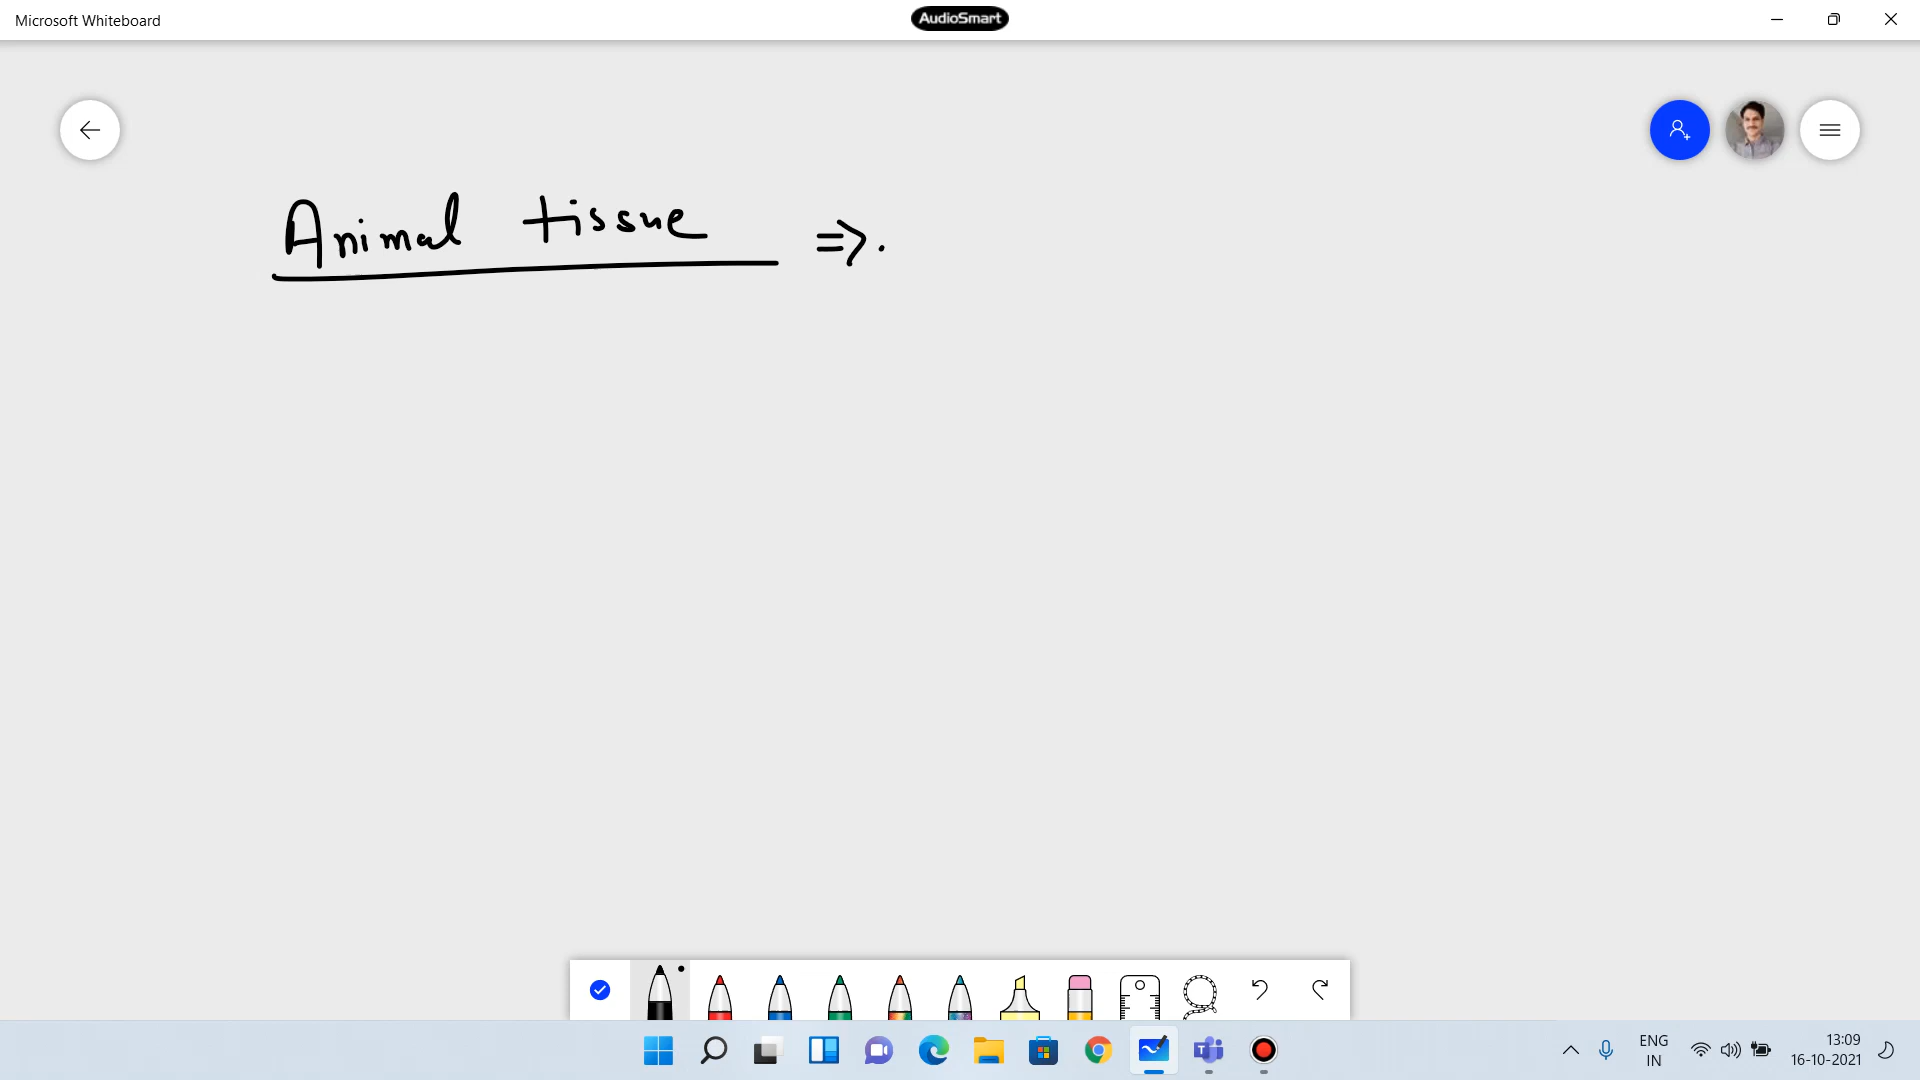 Microsoft Whiteboard
AudioSmart
Animal tissue ⇒.
ENG
IN
13:09
16-10-2021